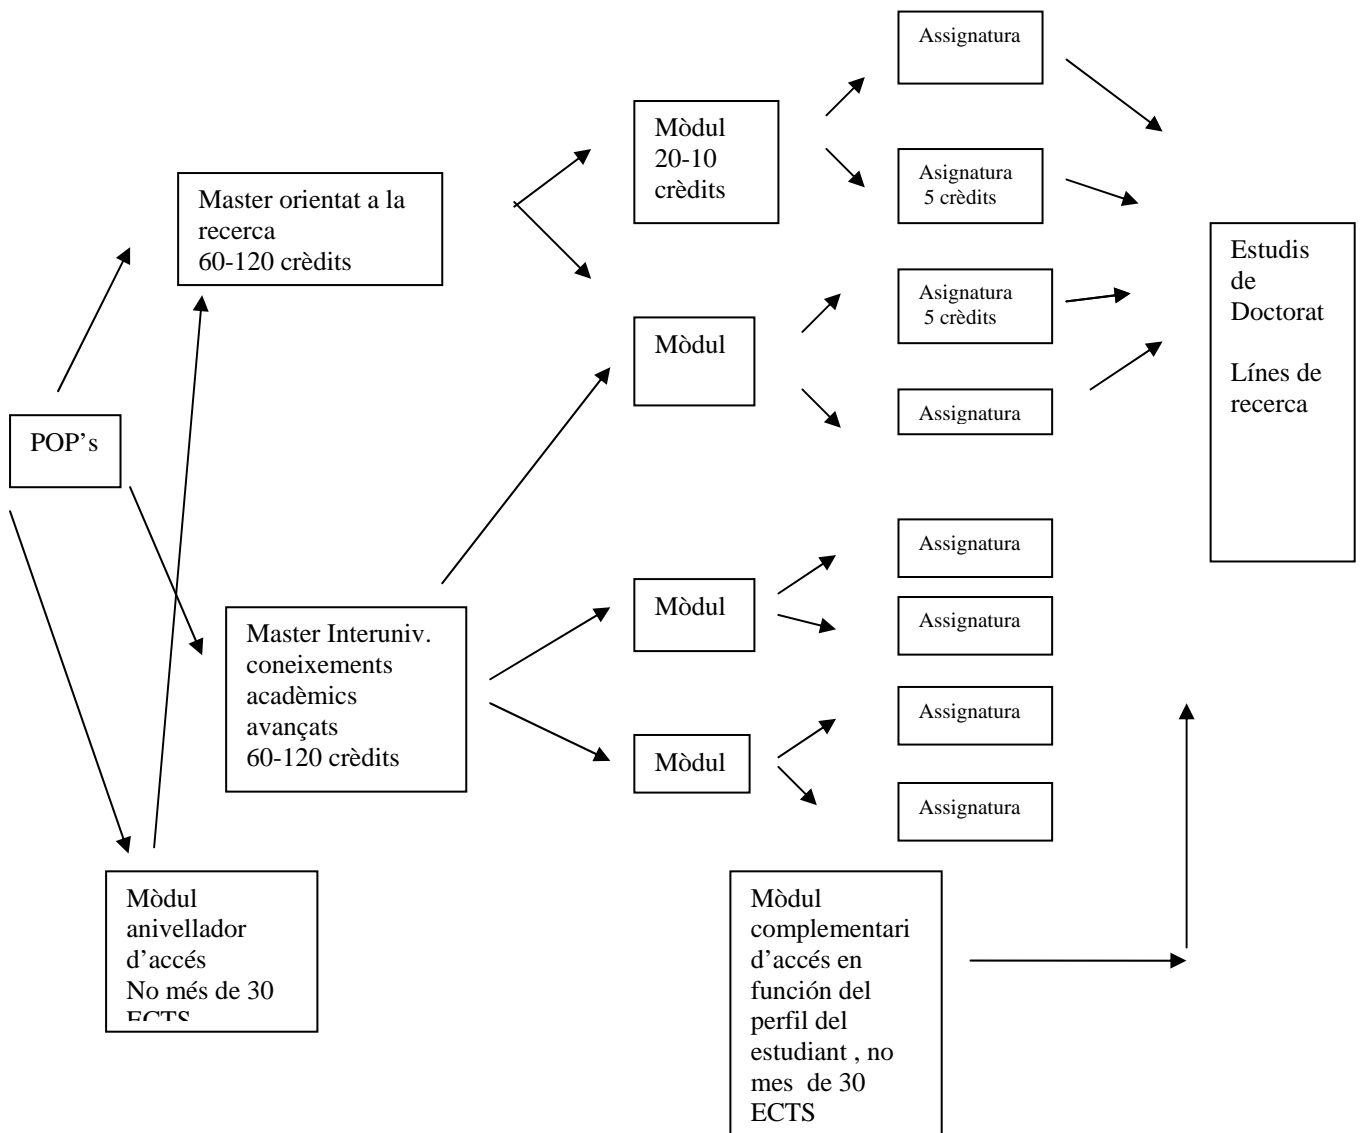 POP’s
Master orientat a la
recerca
60-120 crèdits
Master Interuniv.
coneixements
acadèmics
avançats
60-120 crèdits
Mòdul
anivellador
d’accés
No més de 30
ECTS
Mòdul
20-10
crèdits
Mòdul
Mòdul
Mòdul
Mòdul
complementari
d’accés en
función del
perfil del
estudiant , no
mes de 30
ECTS
Assignatura
Asignatura
5 crèdits
Asignatura
5 crèdits
Assignatura
Assignatura
Assignatura
Assignatura
Assignatura
Estudis
de
Doctorat
Línes de
recerca